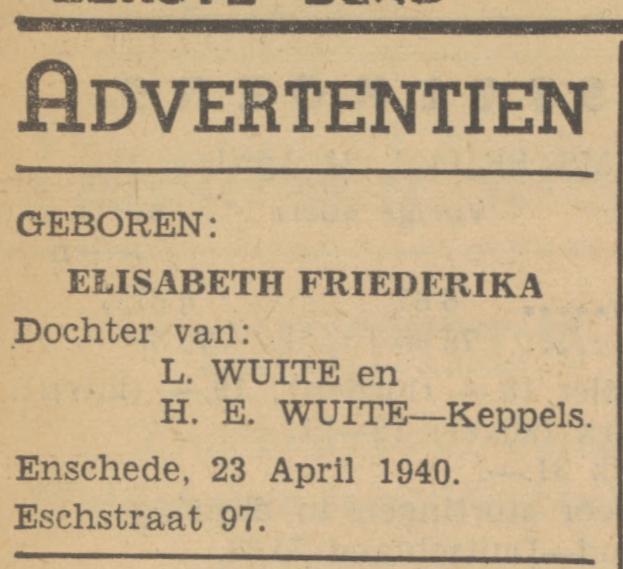 ADVERTENTIEN
GEBOREN:
ELISABETH FRIEDERIKA
Dochter van:
L. WUITE en
H. E. WUITE—Keppels.
Enschede, 23 April 1940.
Eschstraat 97.